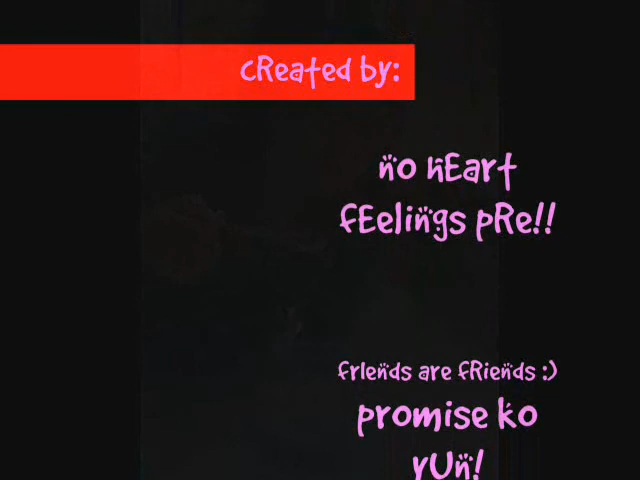 cReated by:
no hEart
fEelings pRe!!
frIends are fRiends :)
promise ko
yUn!